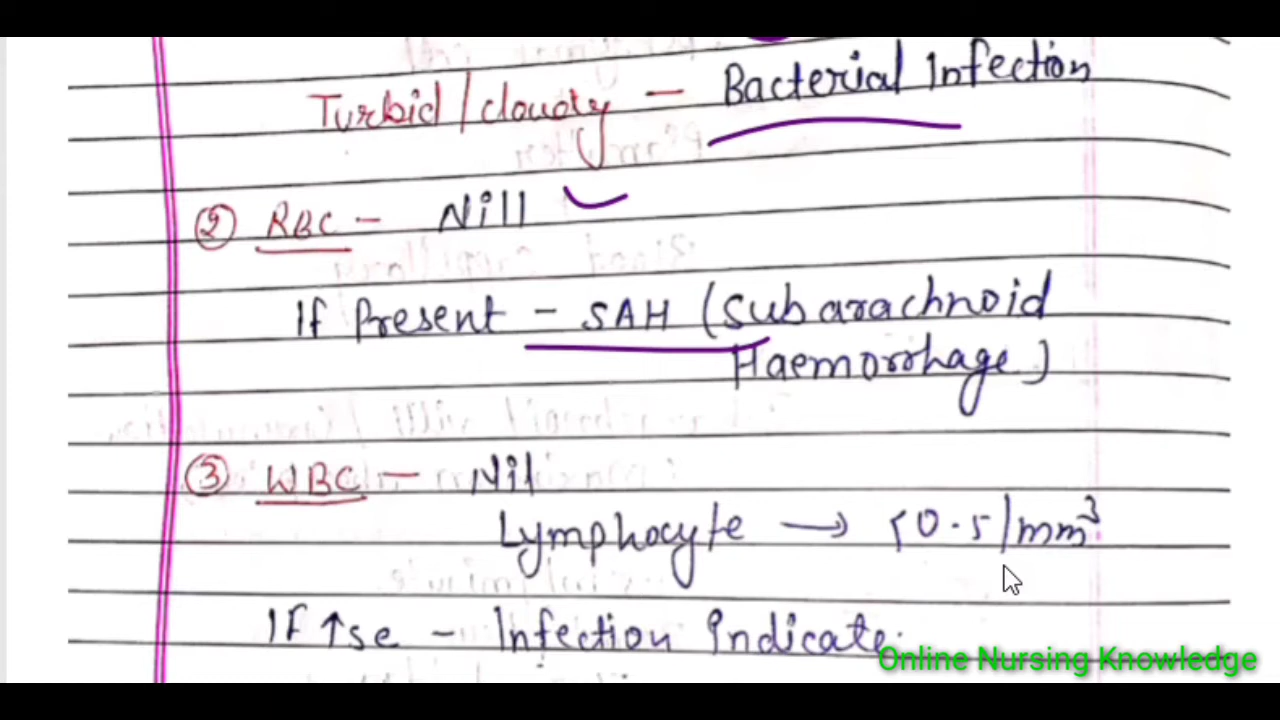 Turbid/cloudy — Bacterial Infection
② RBC - Nill
If Present - SAH (Subarachnoid
Haemorrhage)
③ WBC - Nil
Lymphocyte → <0.5/mm³
If ↑se - Infection Indicate.
Online Nursing Knowledge